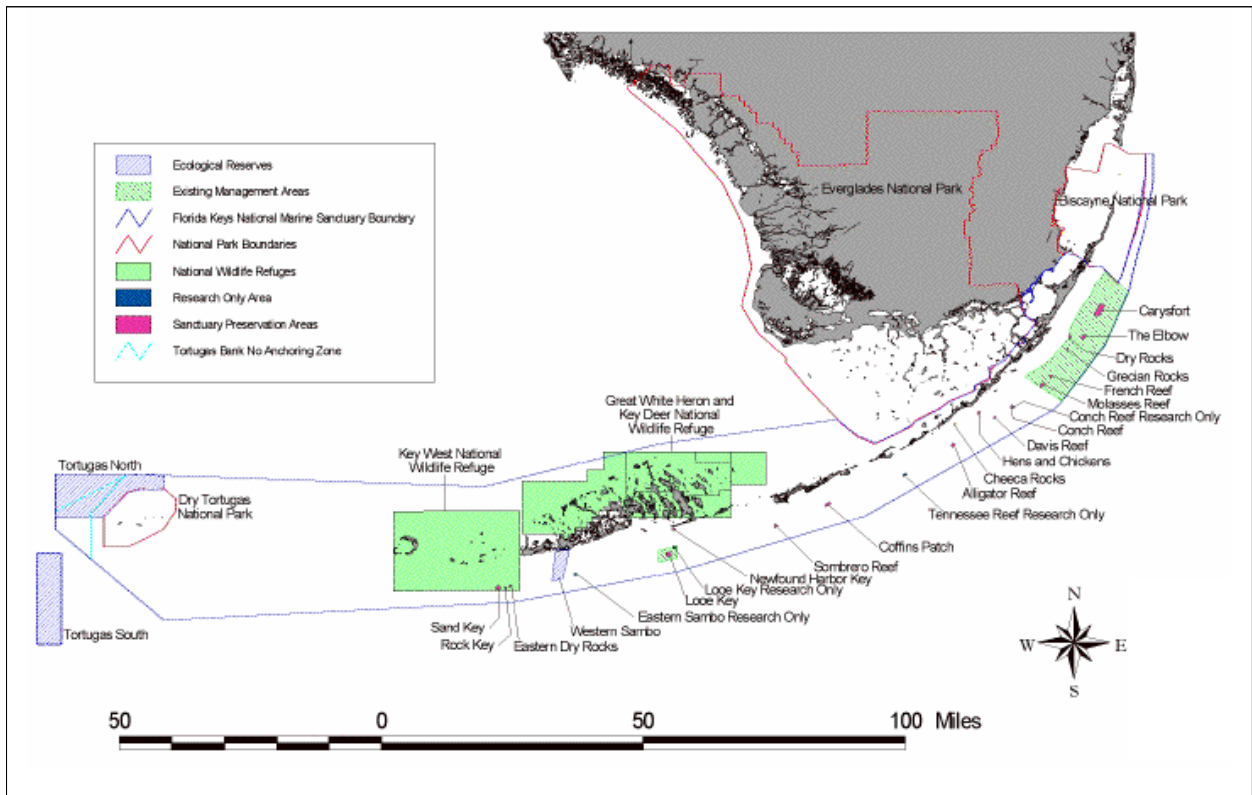 Ecological Reserves
Existing Management Areas
Florida Keys National Marine Sanctuary Boundary
National Park Boundaries
National Wildlife Refuges
Research Only Area
Sanctuary Preservation Areas
Tortugas Bank No Anchoring Zone
Everglades National Park
Biscayne National Park
Carysfort
The Elbow
Dry Rocks
Grecian Rocks
French Reef
Molasses Reef
Conch Reef Research Only
Conch Reef
Davis Reef
Hens and Chickens
Cheeca Rocks
Alligator Reef
Tennessee Reef Research Only
Coffins Patch
Sombrero Reef
Newfound Harbor Key
Looe Key Research Only
Looe Key
Eastern Sambo Research Only
Western Sambo
Eastern Dry Rocks
Rock Key
Sand Key
Great White Heron and
Key Deer National
Wildlife Refuge
Key West National
Wildlife Refuge
Tortugas North
Dry Tortugas
National Park
Tortugas South
N
W
E
S
50
0
50
100 Miles